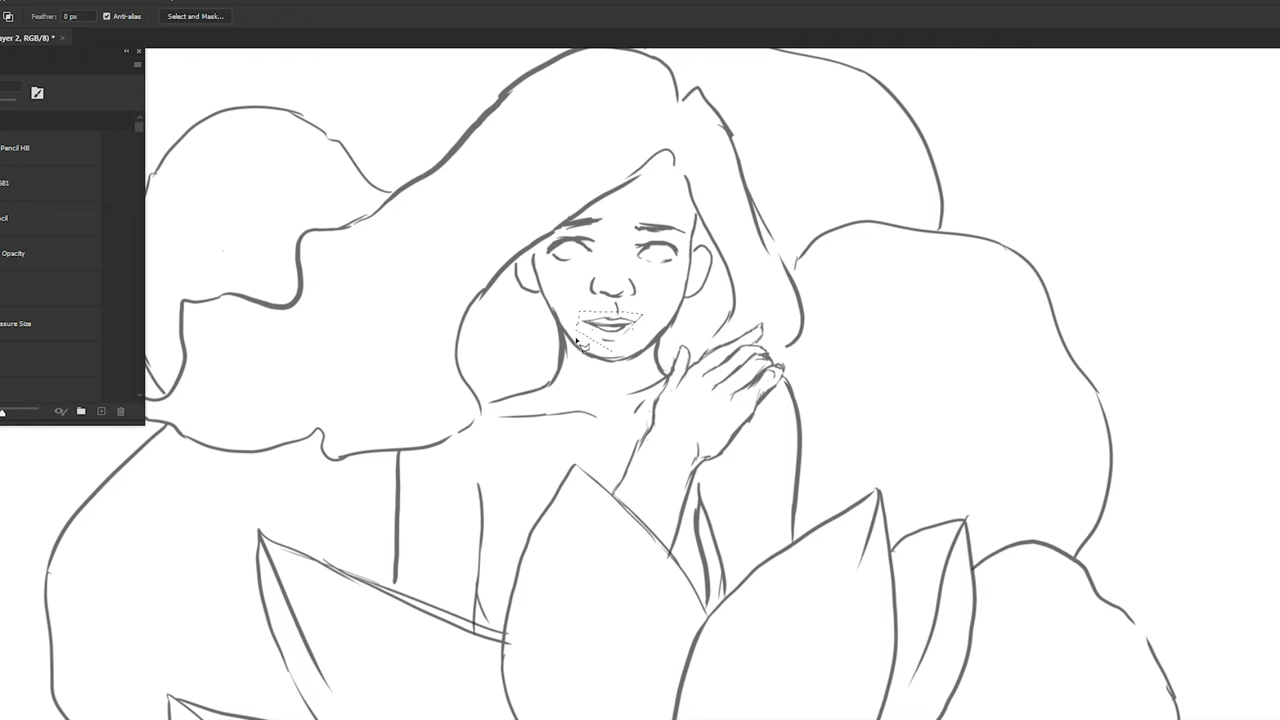 Feather: 0 px Anti-alias Select and Mask...
ayer 2, RGB/8) *
Pencil HB
Opacity
ssure Size